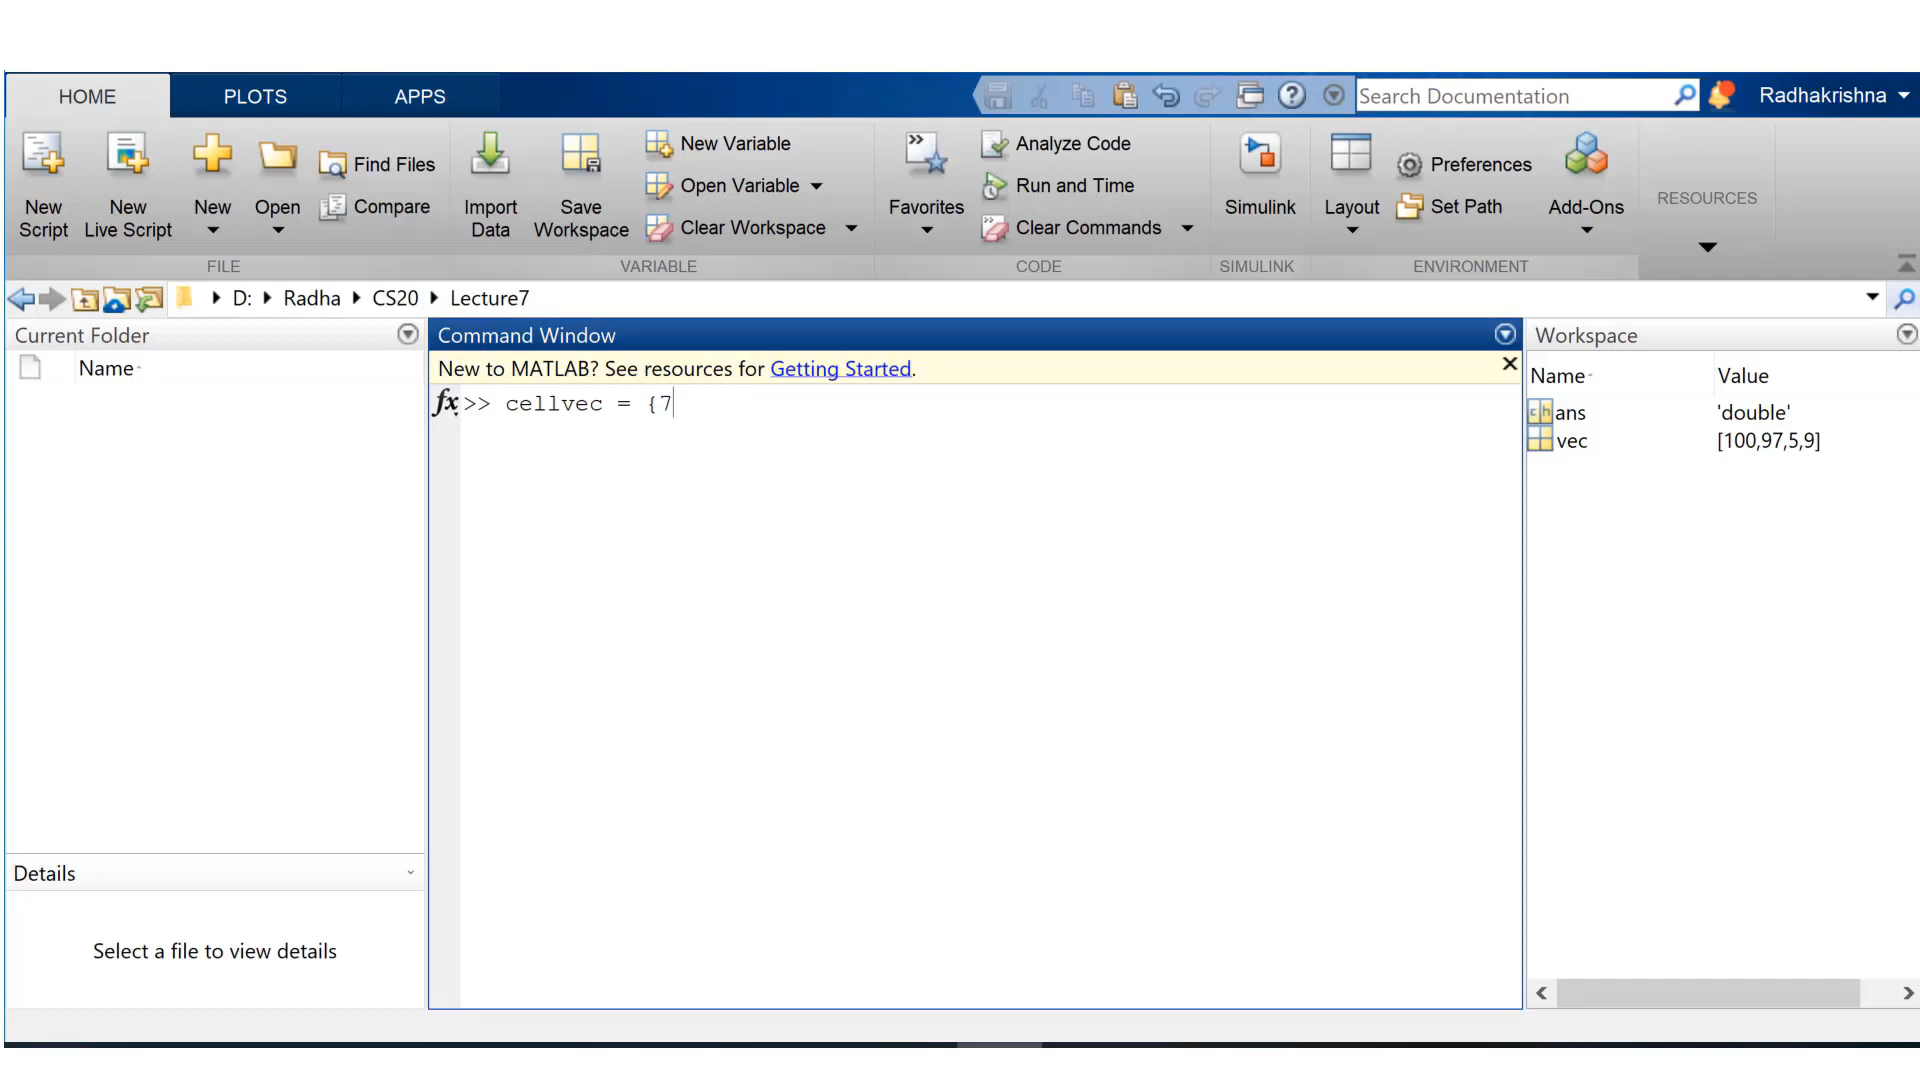 HOME PLOTS APPS Search Documentation Radhakrishna
New Script
New Live Script
New
Open
Find Files
Compare
Import Data
Save Workspace
New Variable
Open Variable
Clear Workspace
Favorites
Analyze Code
Run and Time
Clear Commands
Simulink
Layout
Preferences
Set Path
Add-Ons
RESOURCES
FILE VARIABLE CODE SIMULINK ENVIRONMENT
D: Radha CS20 Lecture7
Current Folder
Name
Command Window
New to MATLAB? See resources for Getting Started.
fx >> cellvec = {7
Workspace
Name Value
ch ans 'double'
vec [100,97,5,9]
Details
Select a file to view details